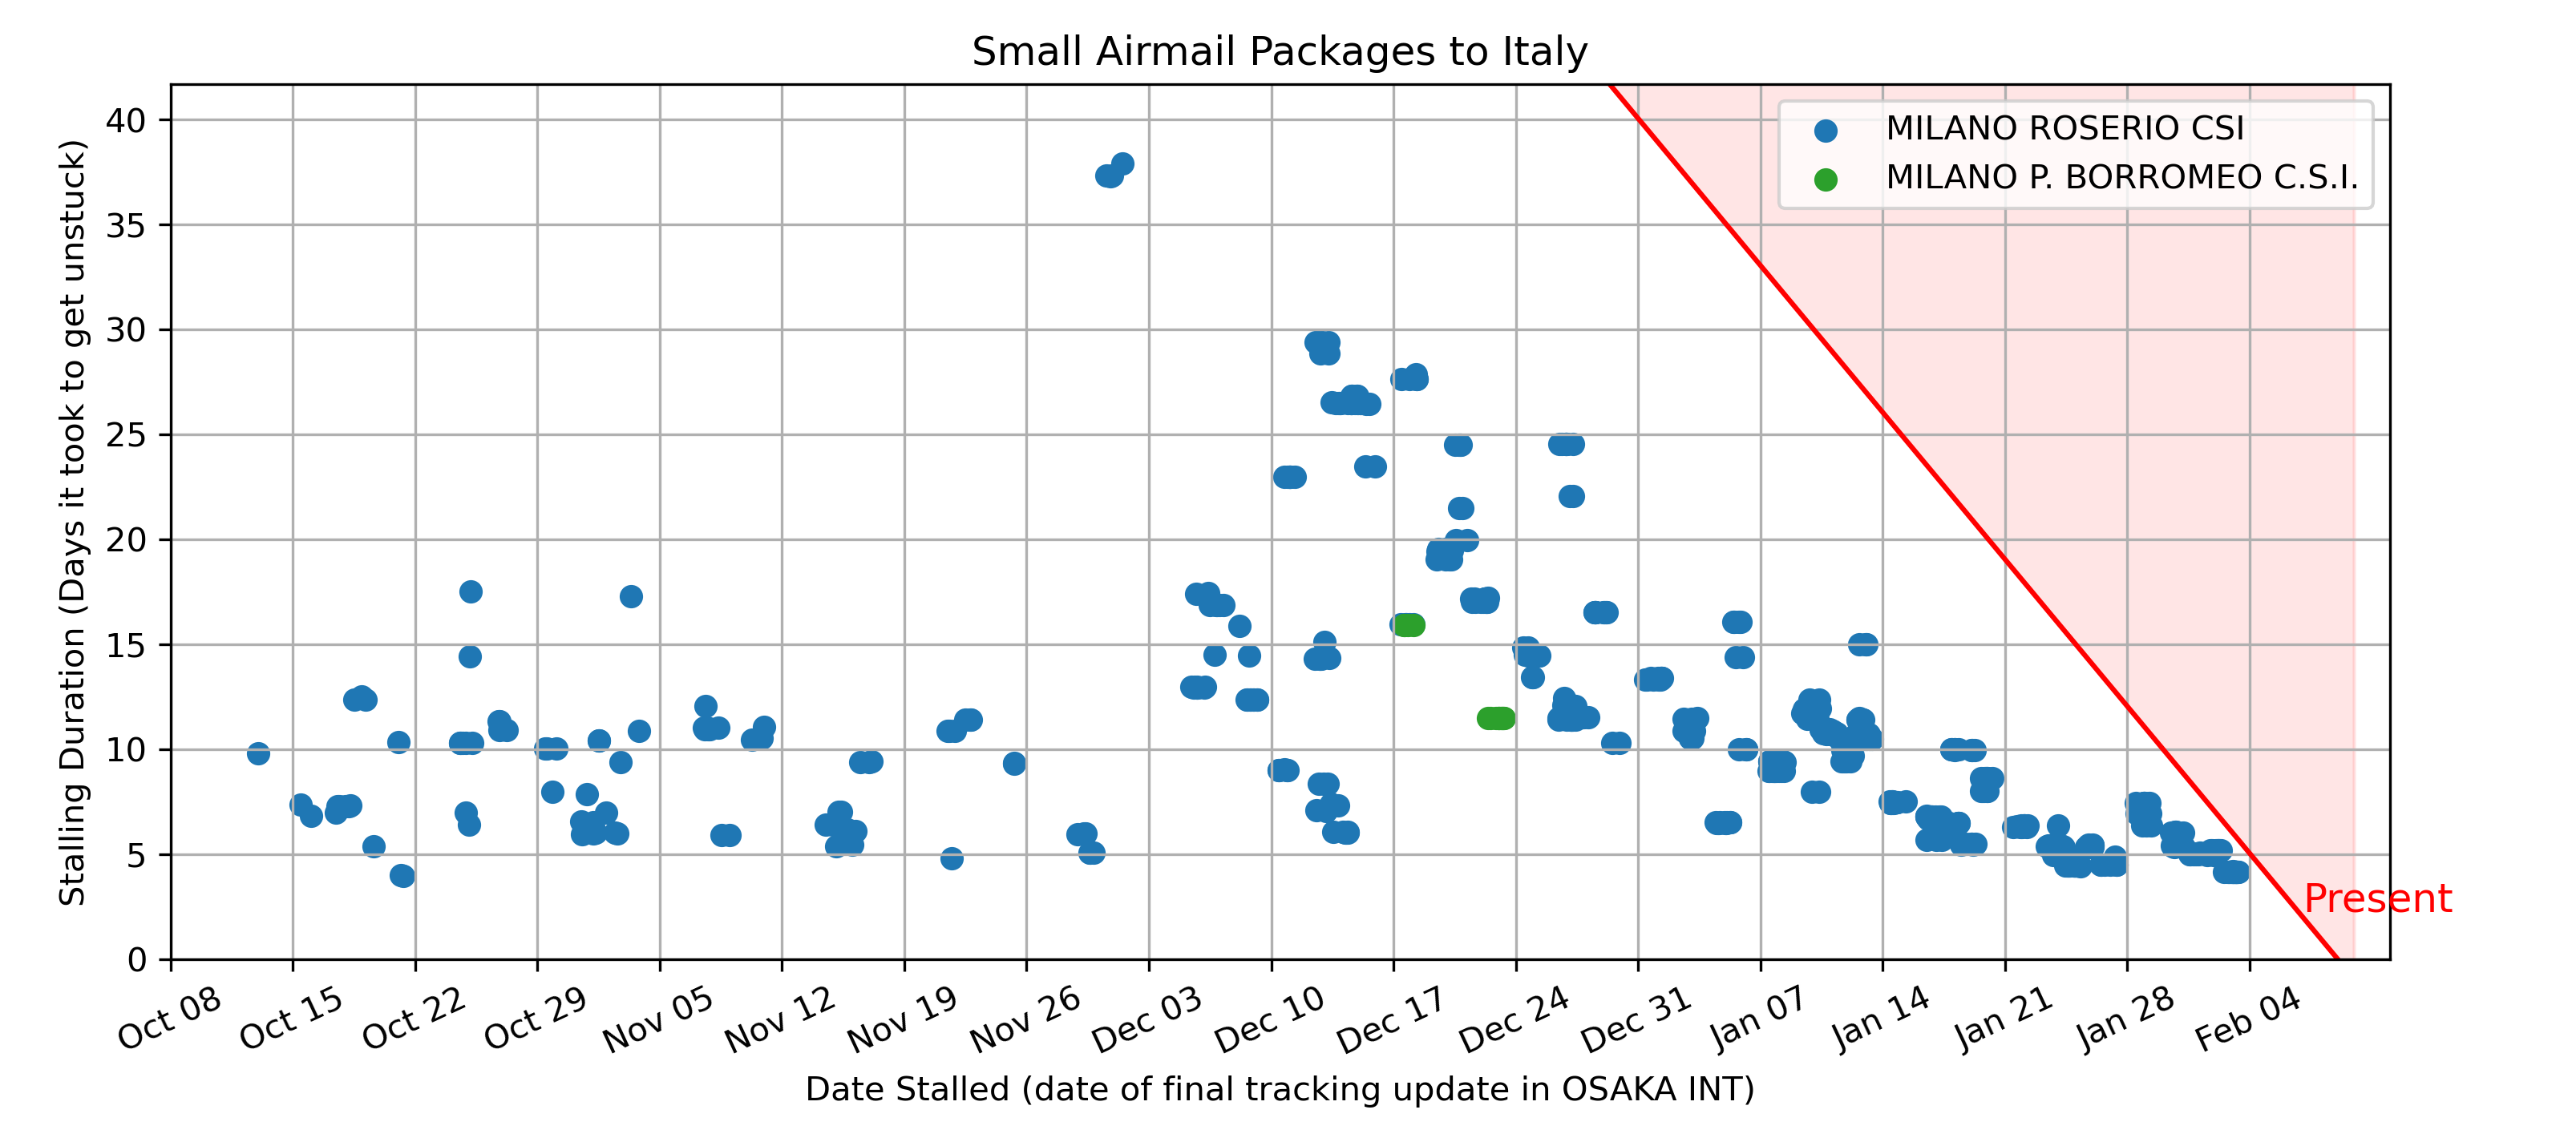 Small Airmail Packages to Italy
Stalling Duration (Days it took to get unstuck)
40
35
30
25
20
15
10
5
0
MILANO ROSERIO CSI
MILANO P. BORROMEO C.S.I.
Present
Oct 08
Oct 15
Oct 22
Oct 29
Nov 05
Nov 12
Nov 19
Nov 26
Dec 03
Dec 10
Dec 17
Dec 24
Dec 31
Jan 07
Jan 14
Jan 21
Jan 28
Feb 04
Date Stalled (date of final tracking update in OSAKA INT)